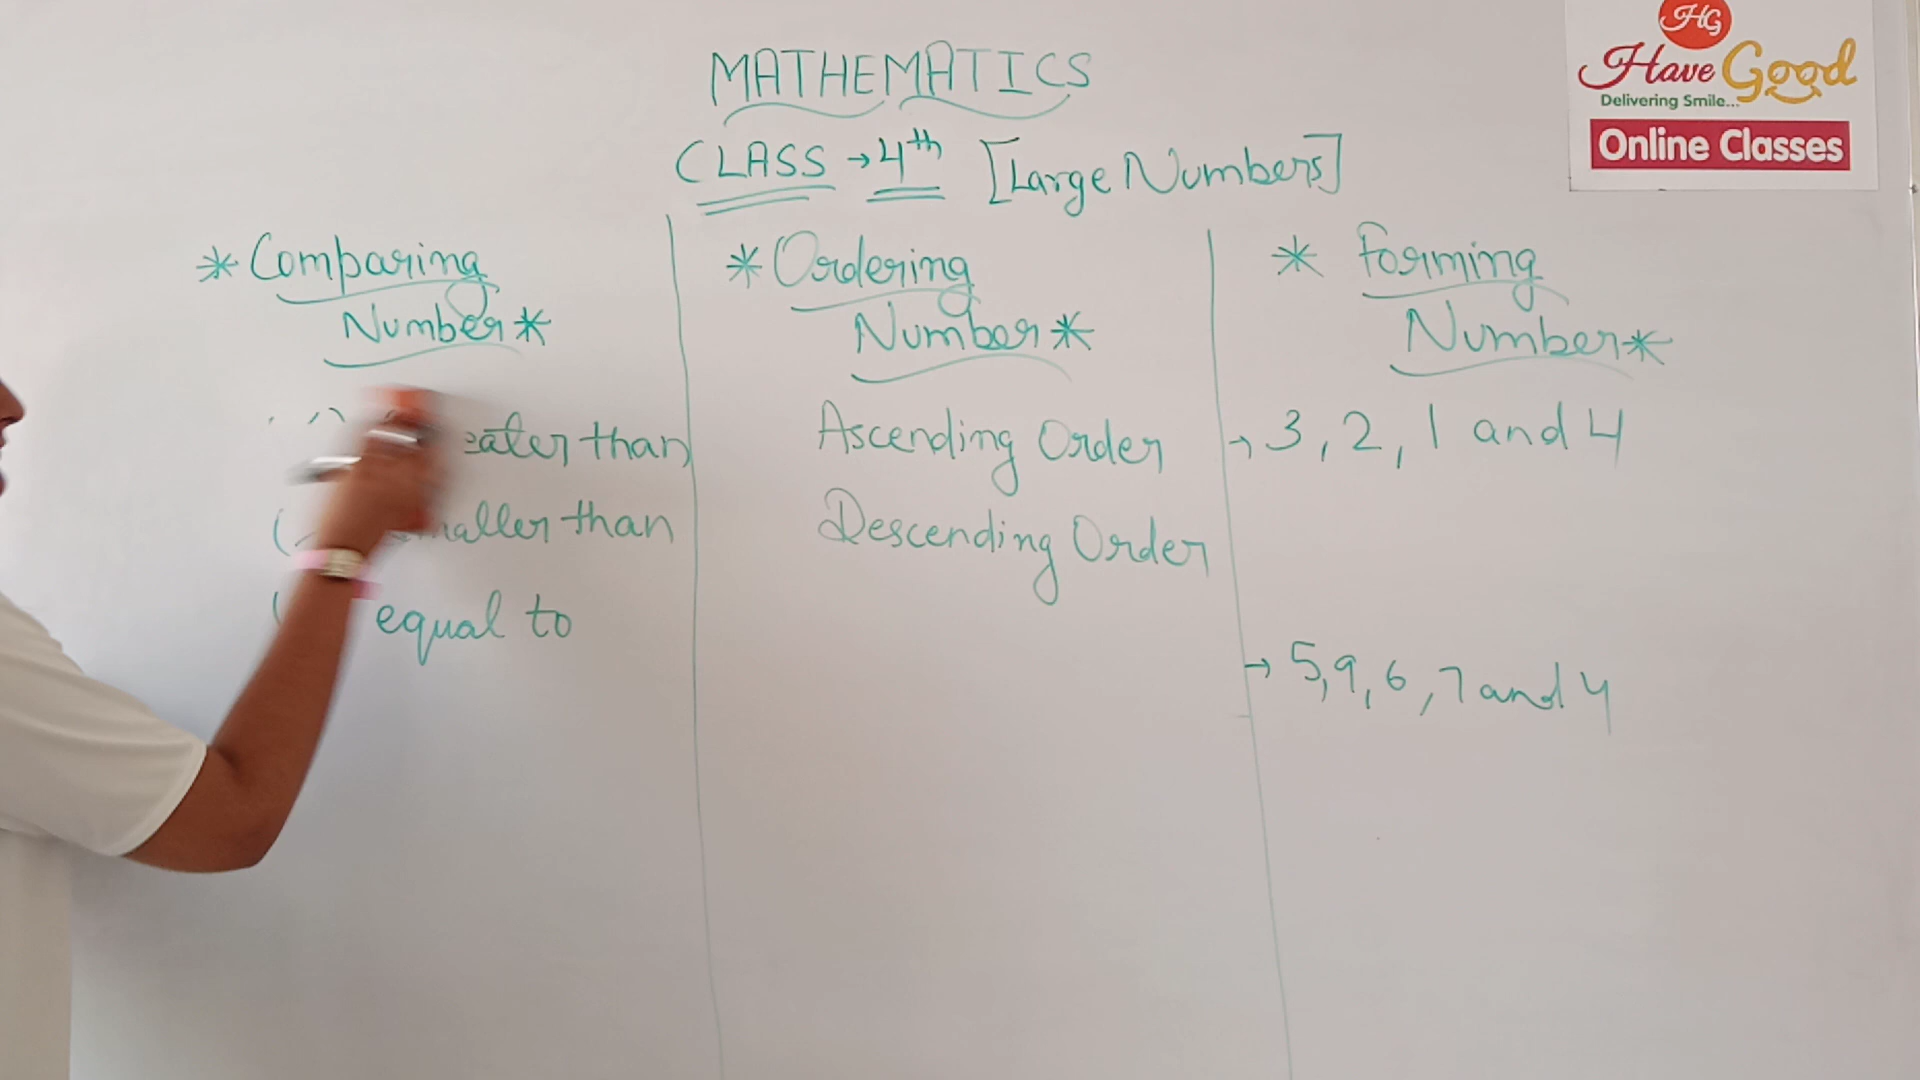 MATHEMATICS
CLASS → 4th [Large Numbers]
HG
Have Good
Delivering Smile...
Online Classes
* Comparing
Number *
than
than
equal to
* Ordering
Number *
Ascending Order
Descending Order
* Forming
Number *
→ 3, 2, 1 and 4
→ 5, 9, 6, 7 and 4